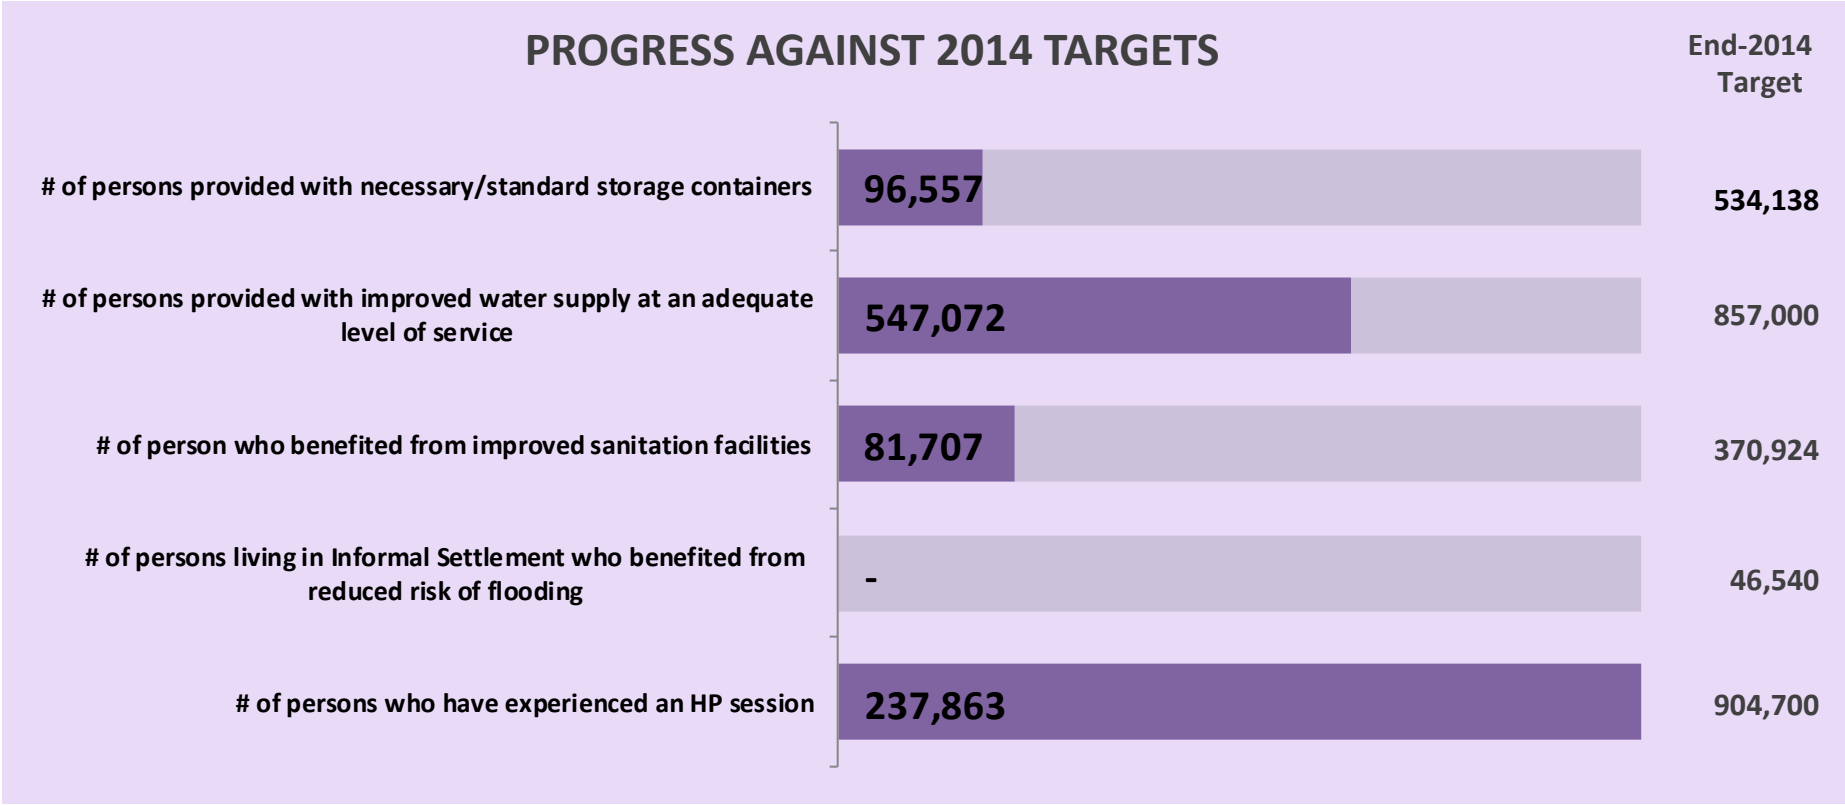 PROGRESS AGAINST 2014 TARGETS
End-2014
Target
# of persons provided with necessary/standard storage containers
96,557
534,138
# of persons provided with improved water supply at an adequate
level of service
547,072
857,000
# of person who benefited from improved sanitation facilities
81,707
370,924
# of persons living in Informal Settlement who benefited from
reduced risk of flooding
-
46,540
# of persons who have experienced an HP session
237,863
904,700